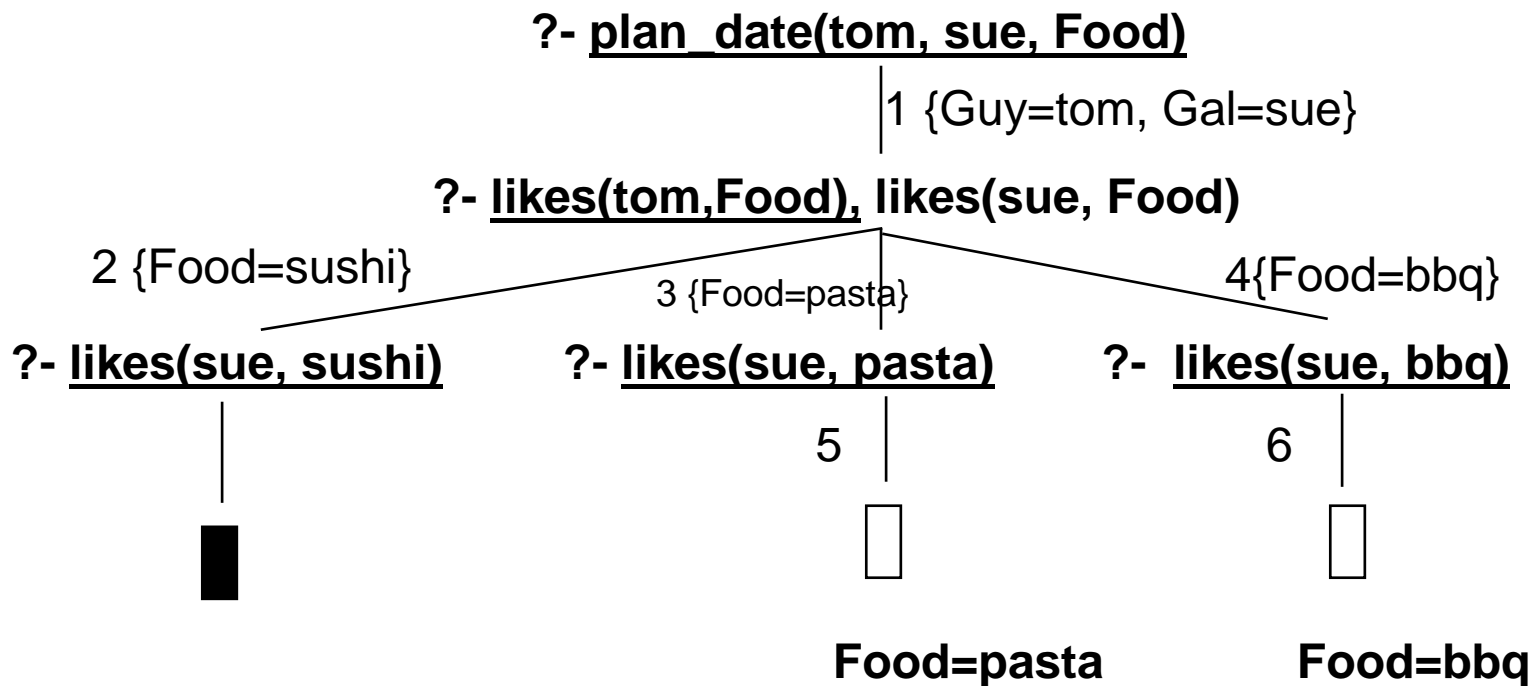 ?- plan_date(tom, sue, Food)
1 {Guy=tom, Gal=sue}
?- likes(tom,Food), likes(sue, Food)
2 {Food=sushi}
3 {Food=pasta}
4{Food=bbq}
?- likes(sue, sushi)
?- likes(sue, pasta)
?- likes(sue, bbq)
5
6
Food=pasta
Food=bbq